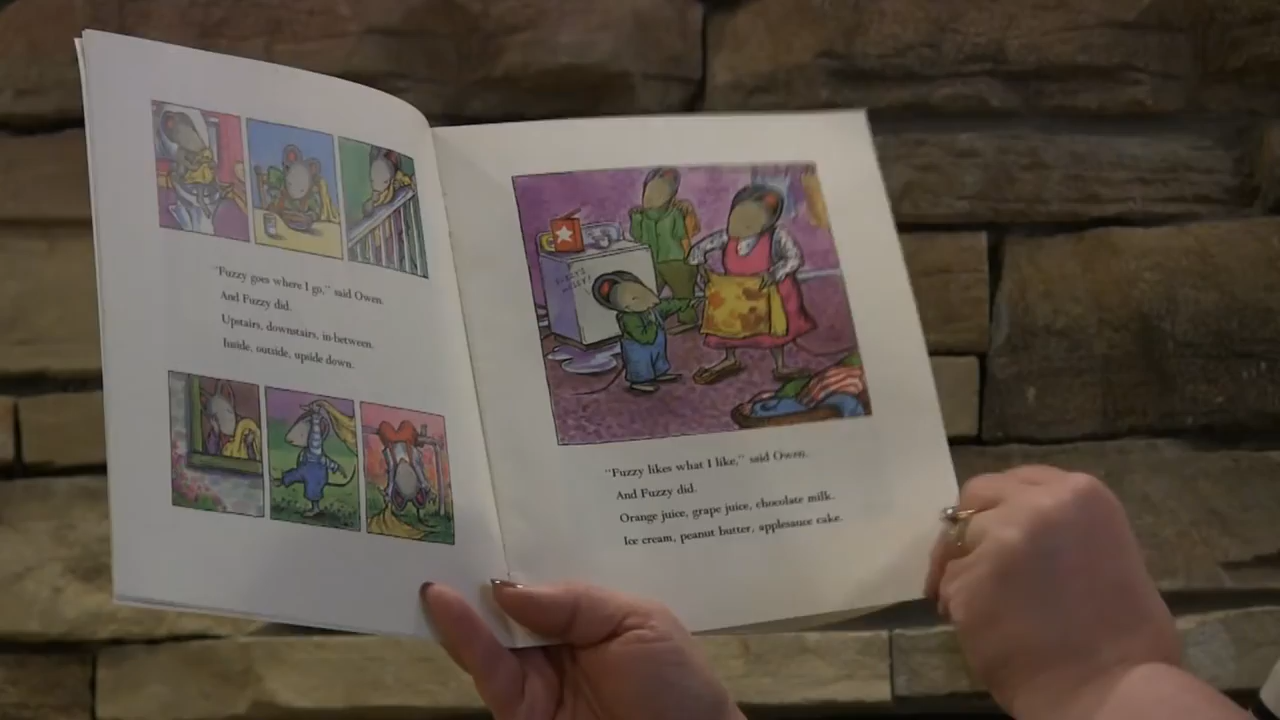 "Fuzzy goes where I go," said Owen.
And Fuzzy did.
Upstairs, downstairs, in-between.
Inside, outside, upside down.
"Fuzzy likes what I like," said Owen.
And Fuzzy did.
Orange juice, grape juice, chocolate milk.
Ice cream, peanut butter, applesauce cake.